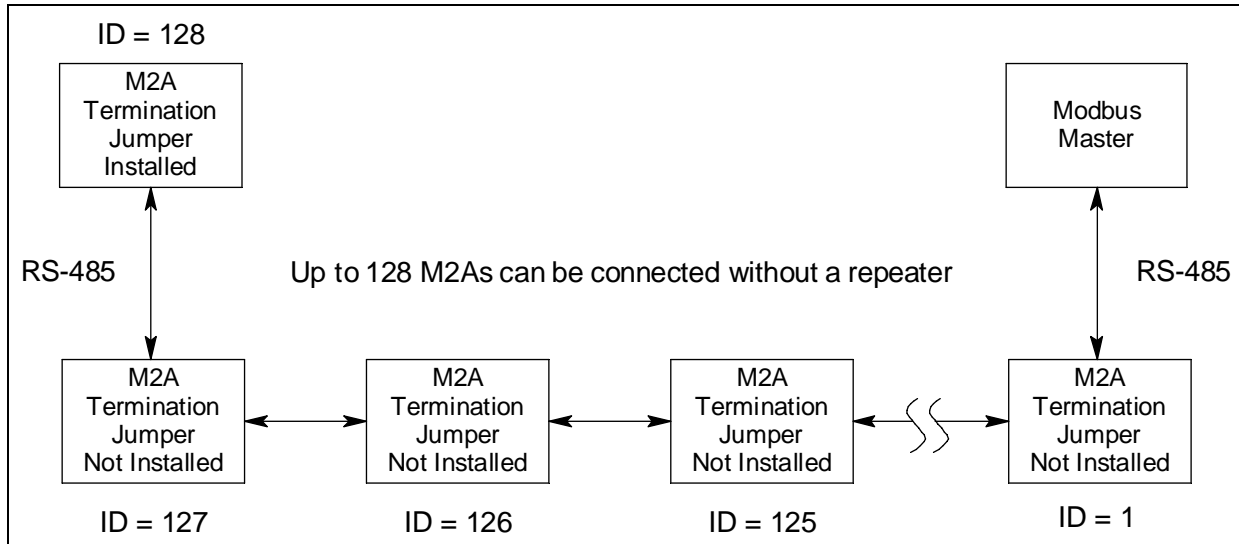 ID = 128
M2A
Termination
Jumper
Installed
Modbus
Master
RS-485
Up to 128 M2As can be connected without a repeater
RS-485
M2A
Termination
Jumper
Not Installed
M2A
Termination
Jumper
Not Installed
M2A
Termination
Jumper
Not Installed
M2A
Termination
Jumper
Not Installed
ID = 127
ID = 126
ID = 125
ID = 1